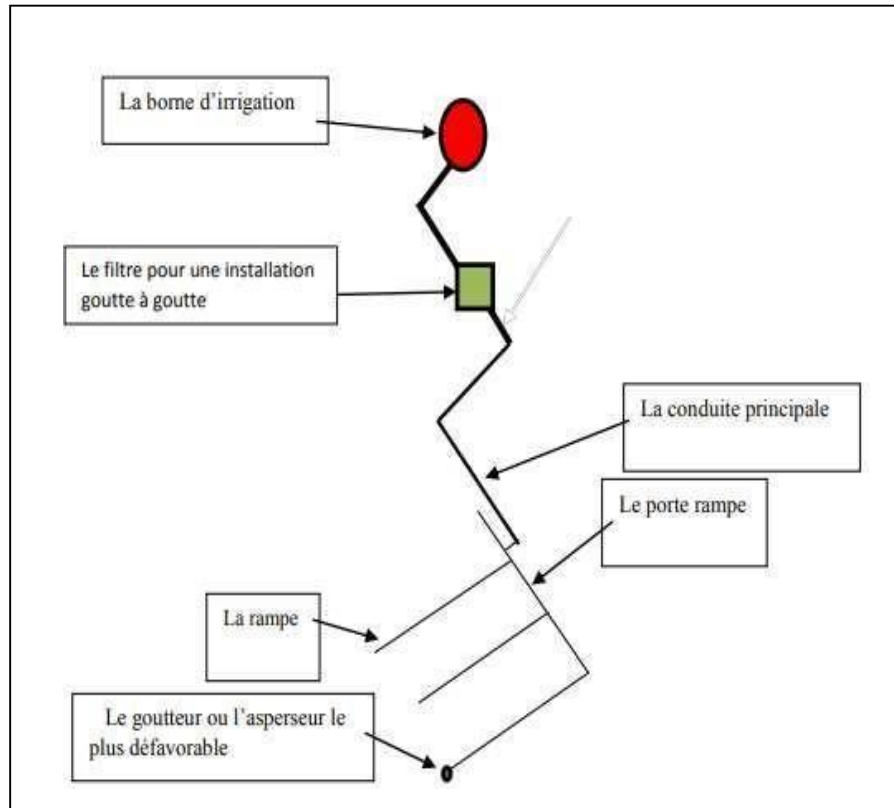 La borne d'irrigation
Le filtre pour une installation
goutte à goutte
La conduite principale
Le porte rampe
La rampe
Le goutteur ou l'asperseur le
plus défavorable